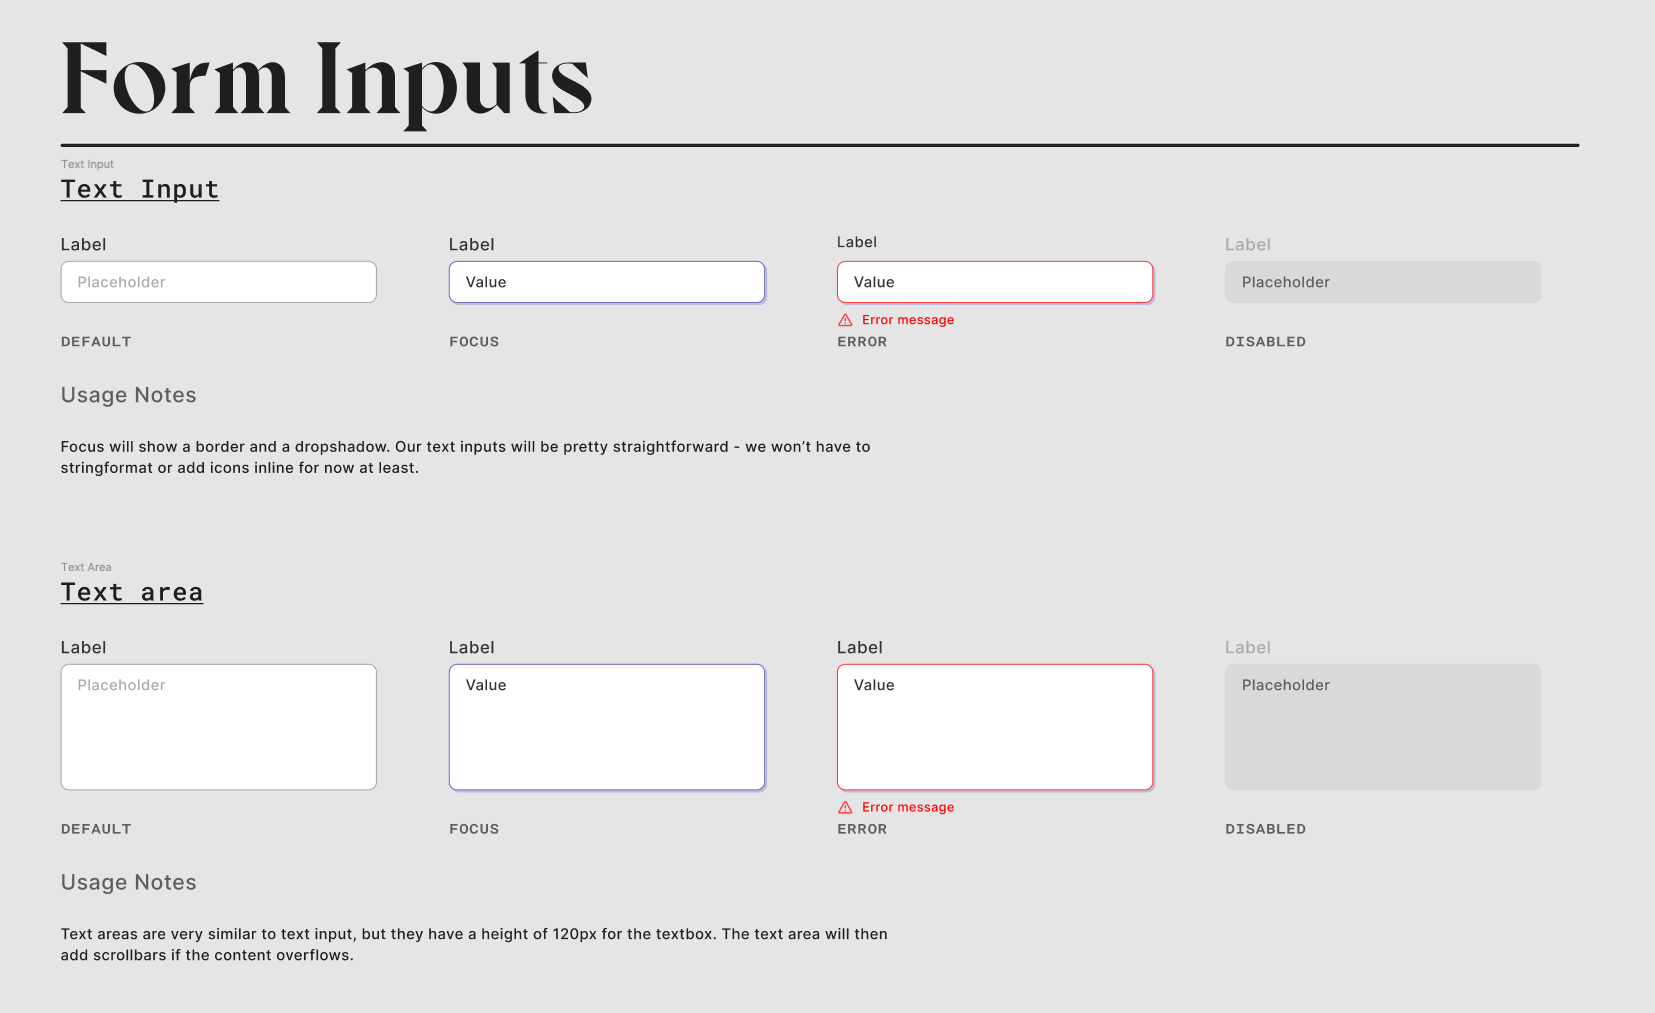 Form Inputs
Text Input
Text Input
Label
Label
Label
Label
Placeholder
Value
Value
Placeholder
Error message
DEFAULT
FOCUS
ERROR
DISABLED
Usage Notes
Focus will show a border and a dropshadow. Our text inputs will be pretty straightforward - we won’t have to
stringformat or add icons inline for now at least.
Text Area
Text area
Label
Label
Label
Label
Placeholder
Value
Value
Placeholder
Error message
DEFAULT
FOCUS
ERROR
DISABLED
Usage Notes
Text areas are very similar to text input, but they have a height of 120px for the textbox. The text area will then
add scrollbars if the content overflows.